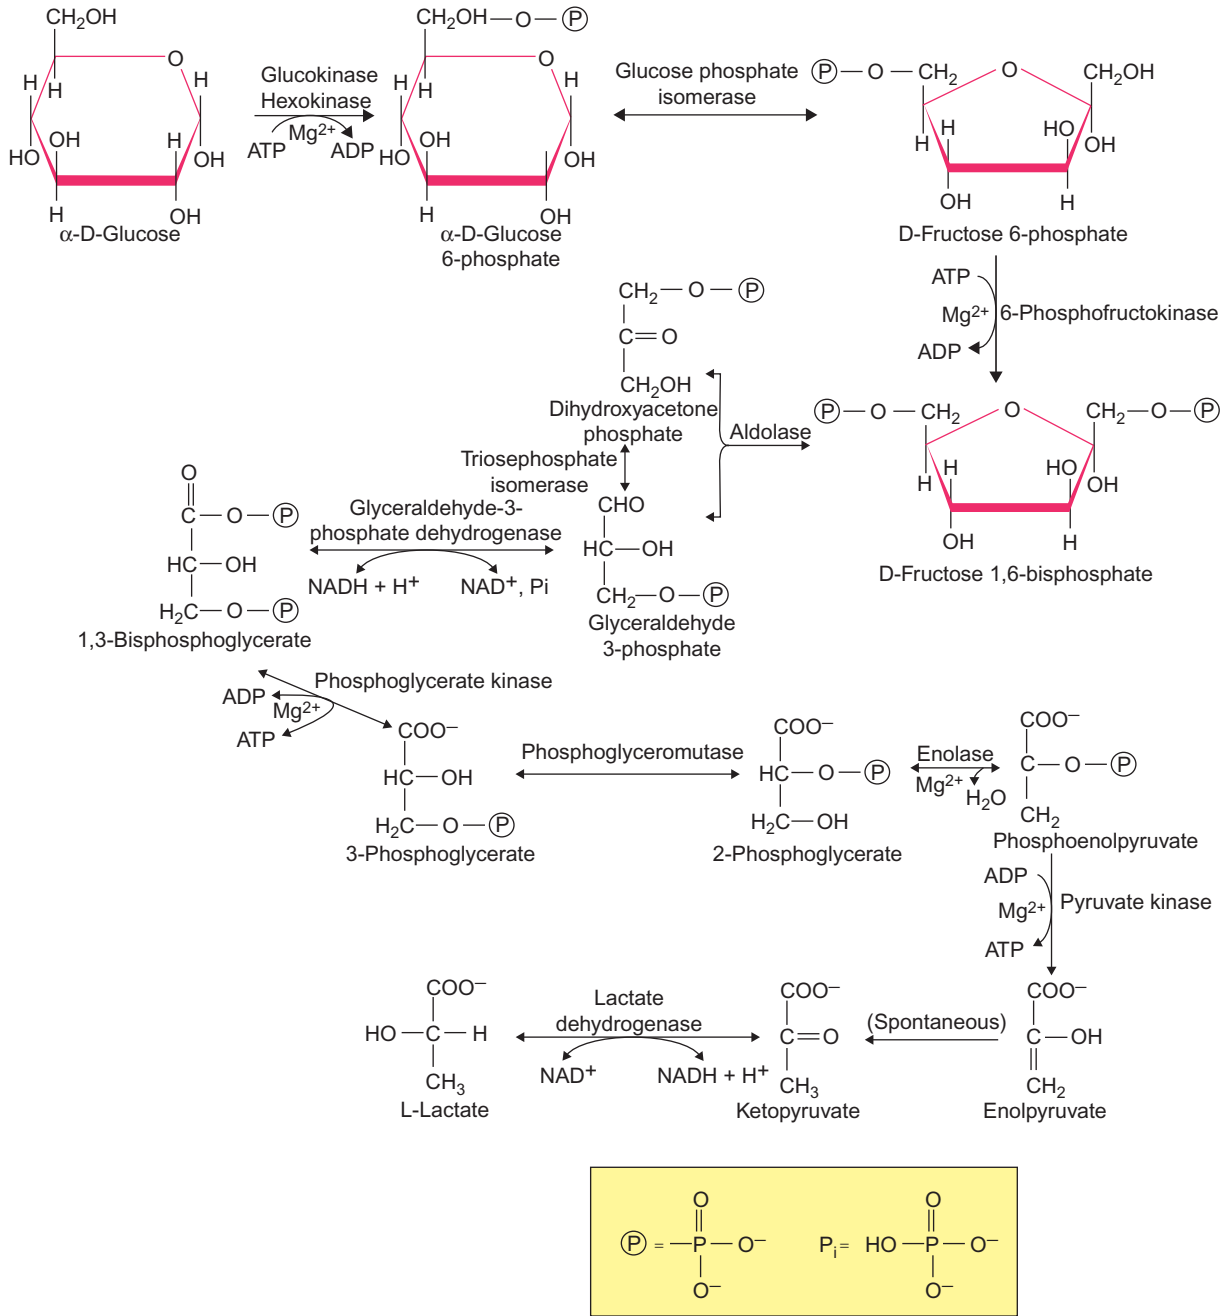 CH2OH
O
H
H
H
OH
OH
H
HO
OH
H
OH
α-D-Glucose
Glucokinase
Hexokinase
Mg2+
ATP
ADP
CH2OH—O—P
O
H
H
H
OH
OH
HO
OH
H
OH
α-D-Glucose
6-phosphate
Glucose phosphate
isomerase
P—O—CH2
O
CH2OH
H
H
HO
OH
OH
H
D-Fructose 6-phosphate
ATP
Mg2+
6-Phosphofructokinase
ADP
P—O—CH2
O
CH2—O—P
H
H
HO
OH
OH
H
D-Fructose 1,6-bisphosphate
Aldolase
CH2—O—P
C=O
CH2OH
Dihydroxyacetone
phosphate
Triosephosphate
isomerase
CHO
HC—OH
CH2—O—P
Glyceraldehyde
3-phosphate
Glyceraldehyde-3-
phosphate dehydrogenase
NADH + H+
NAD+, Pi
O
C—O—P
HC—OH
H2C—O—P
1,3-Bisphosphoglycerate
Phosphoglycerate kinase
ADP
Mg2+
ATP
COO−
HC—OH
H2C—O—P
3-Phosphoglycerate
Phosphoglyceromutase
COO−
HC—O—P
H2C—OH
2-Phosphoglycerate
Enolase
Mg2+
H2O
COO−
C—O—P
CH2
Phosphoenolpyruvate
ADP
Mg2+
Pyruvate kinase
ATP
COO−
C—OH
CH2
Enolpyruvate
(Spontaneous)
COO−
C=O
CH3
Ketopyruvate
Lactate
dehydrogenase
NAD+
NADH + H+
COO−
HO—C—H
CH3
L-Lactate
O
P = —P—O−
O−
O
Pi= HO—P—O−
O−